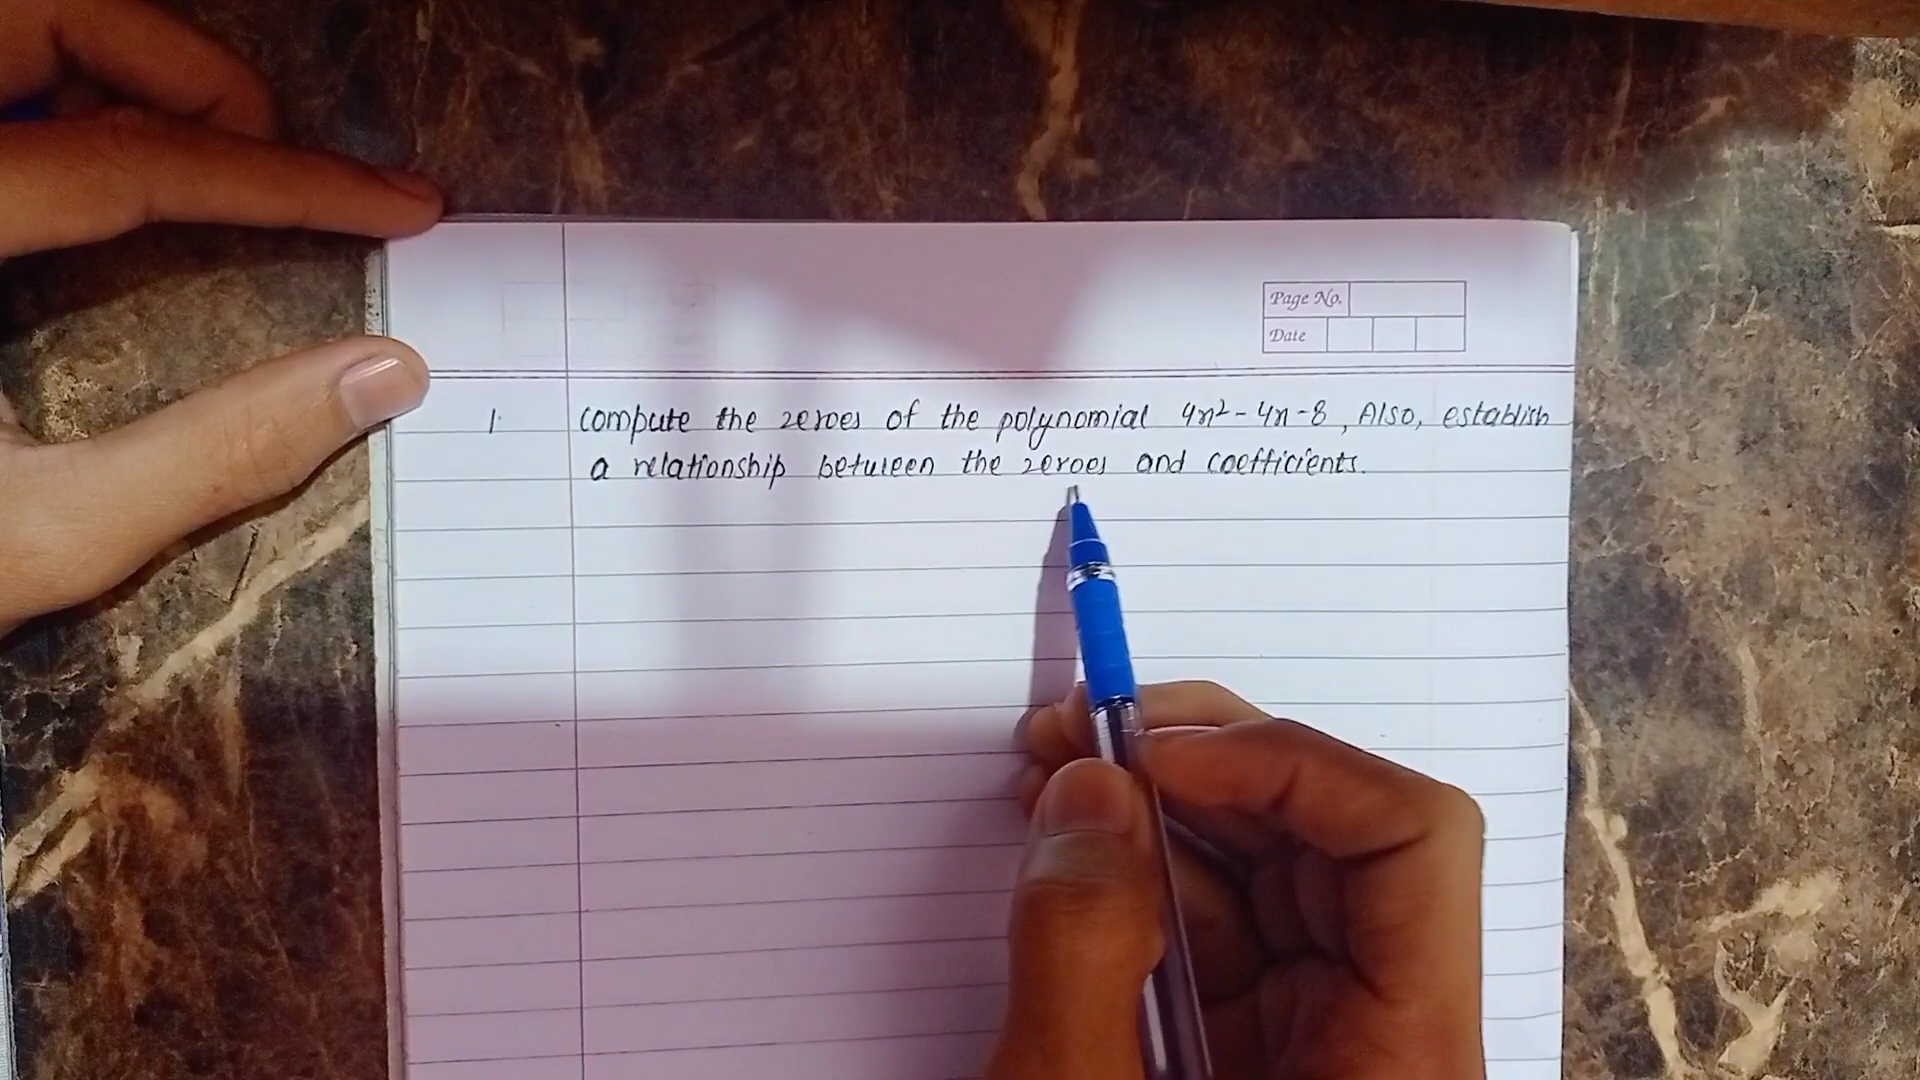 Page No.
Date
1. compute the zeroes of the polynomial 4x² - 4x - 8, Also, establish
a relationship between the zeroes and coefficients.